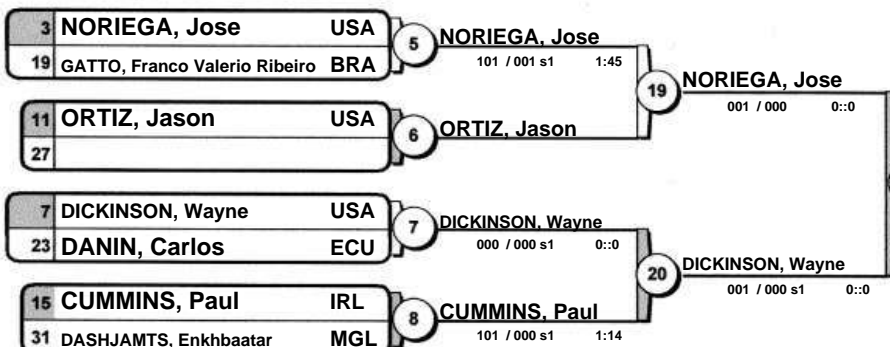 3 NORIEGA, Jose USA
19 GATTO, Franco Valerio Ribeiro BRA
5
NORIEGA, Jose
101 / 001 s1 1:45
11 ORTIZ, Jason USA
27
6
ORTIZ, Jason
19
NORIEGA, Jose
001 / 000 0::0
7 DICKINSON, Wayne USA
23 DANIN, Carlos ECU
7
DICKINSON, Wayne
000 / 000 s1 0::0
15 CUMMINS, Paul IRL
31 DASHJAMTS, Enkhbaatar MGL
8
CUMMINS, Paul
101 / 000 s1 1:14
20
DICKINSON, Wayne
001 / 000 s1 0::0